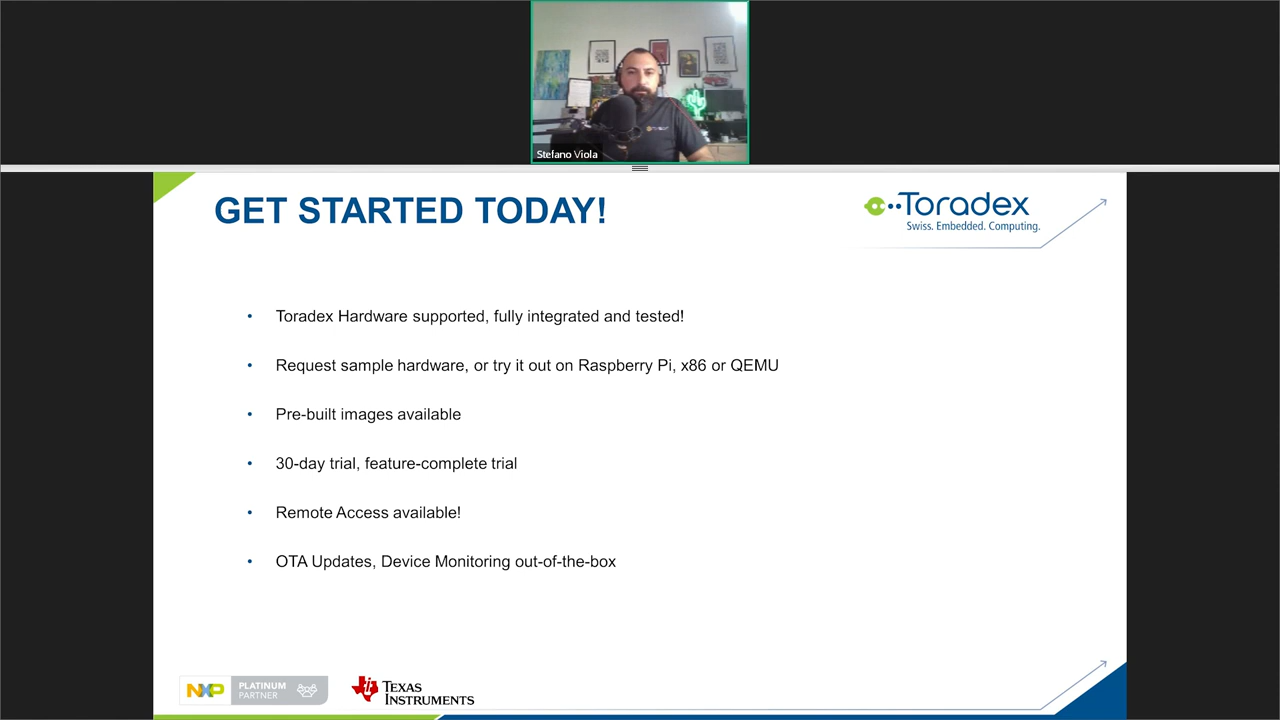 Stefano Viola
GET STARTED TODAY!
Toradex
Swiss. Embedded. Computing.
• Toradex Hardware supported, fully integrated and tested!
• Request sample hardware, or try it out on Raspberry Pi, x86 or QEMU
• Pre-built images available
• 30-day trial, feature-complete trial
• Remote Access available!
• OTA Updates, Device Monitoring out-of-the-box
NXP
PLATINUM
PARTNER
TEXAS
INSTRUMENTS